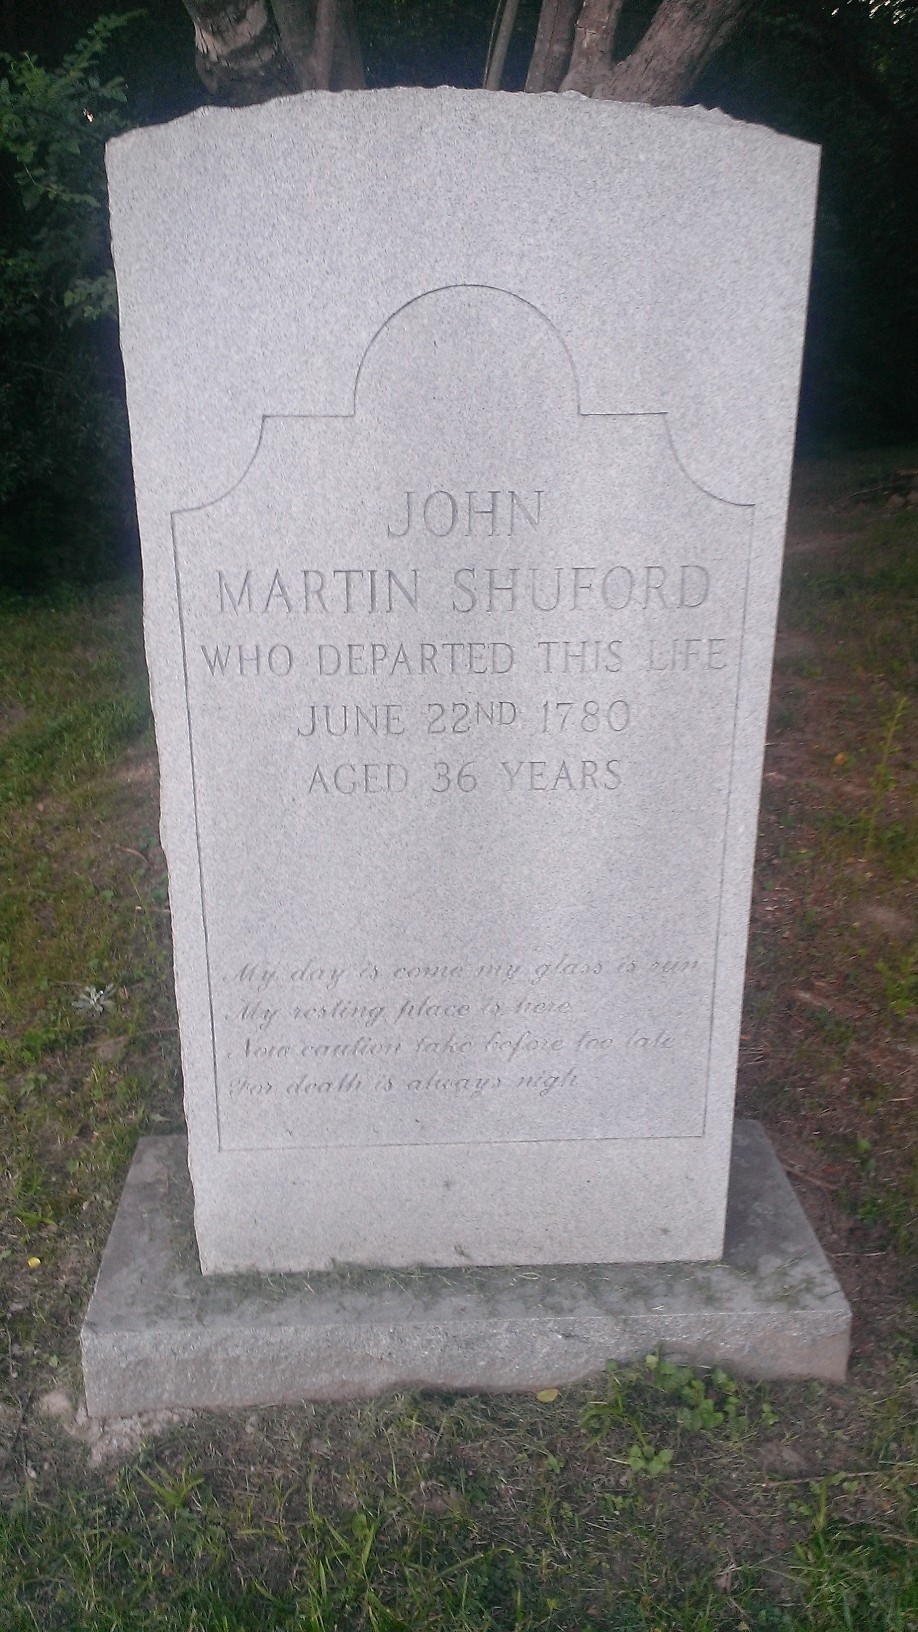 JOHN
MARTIN SHUFORD
WHO DEPARTED THIS LIFE
JUNE 22ND 1780
AGED 36 YEARS
My day is come my glass is run
My resting place is here
Now caution take before too late
For death is always nigh